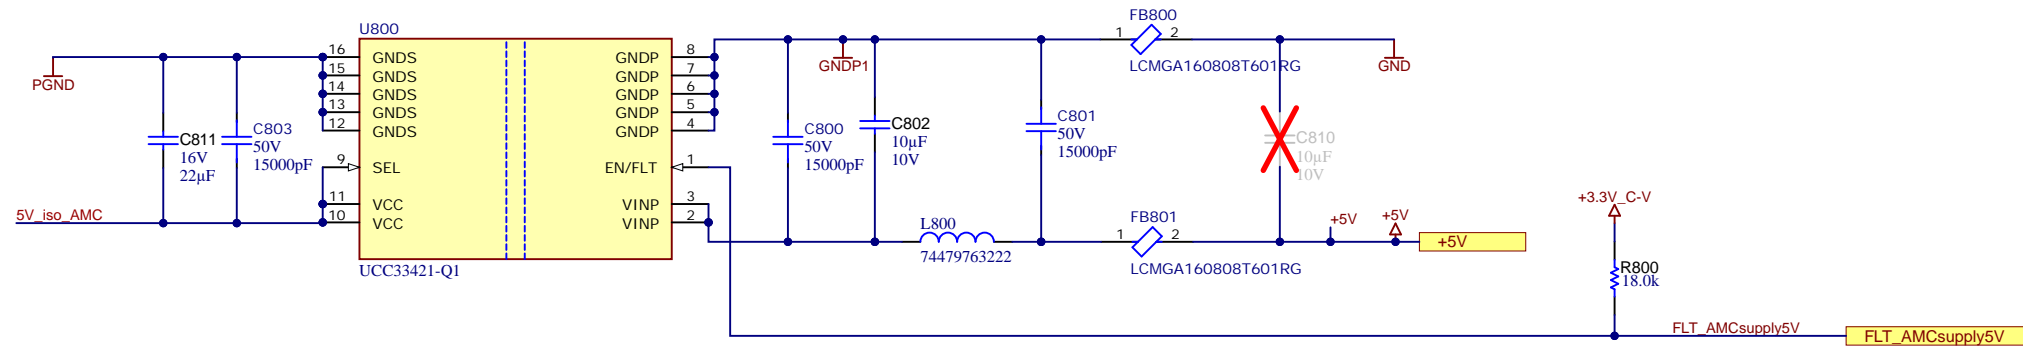 U800
FB800
1
2
LCMGA160808T601RG
PGND
GNDP1
GND
16
GNDS
15
GNDS
14
GNDS
13
GNDS
12
GNDS
9
SEL
11
VCC
10
VCC
GNDP
8
GNDP
7
GNDP
6
GNDP
5
GNDP
4
EN/FLT
1
VINP
3
VINP
2
UCC33421-Q1
C811
16V
22µF
C803
50V
15000pF
5V_iso_AMC
C800
50V
15000pF
C802
10µF
10V
C801
50V
15000pF
C810
10µF
10V
L800
74479763222
FB801
1
2
LCMGA160808T601RG
+5V
+5V
+5V
+3.3V_C-V
R800
18.0k
FLT_AMCsupply5V
FLT_AMCsupply5V